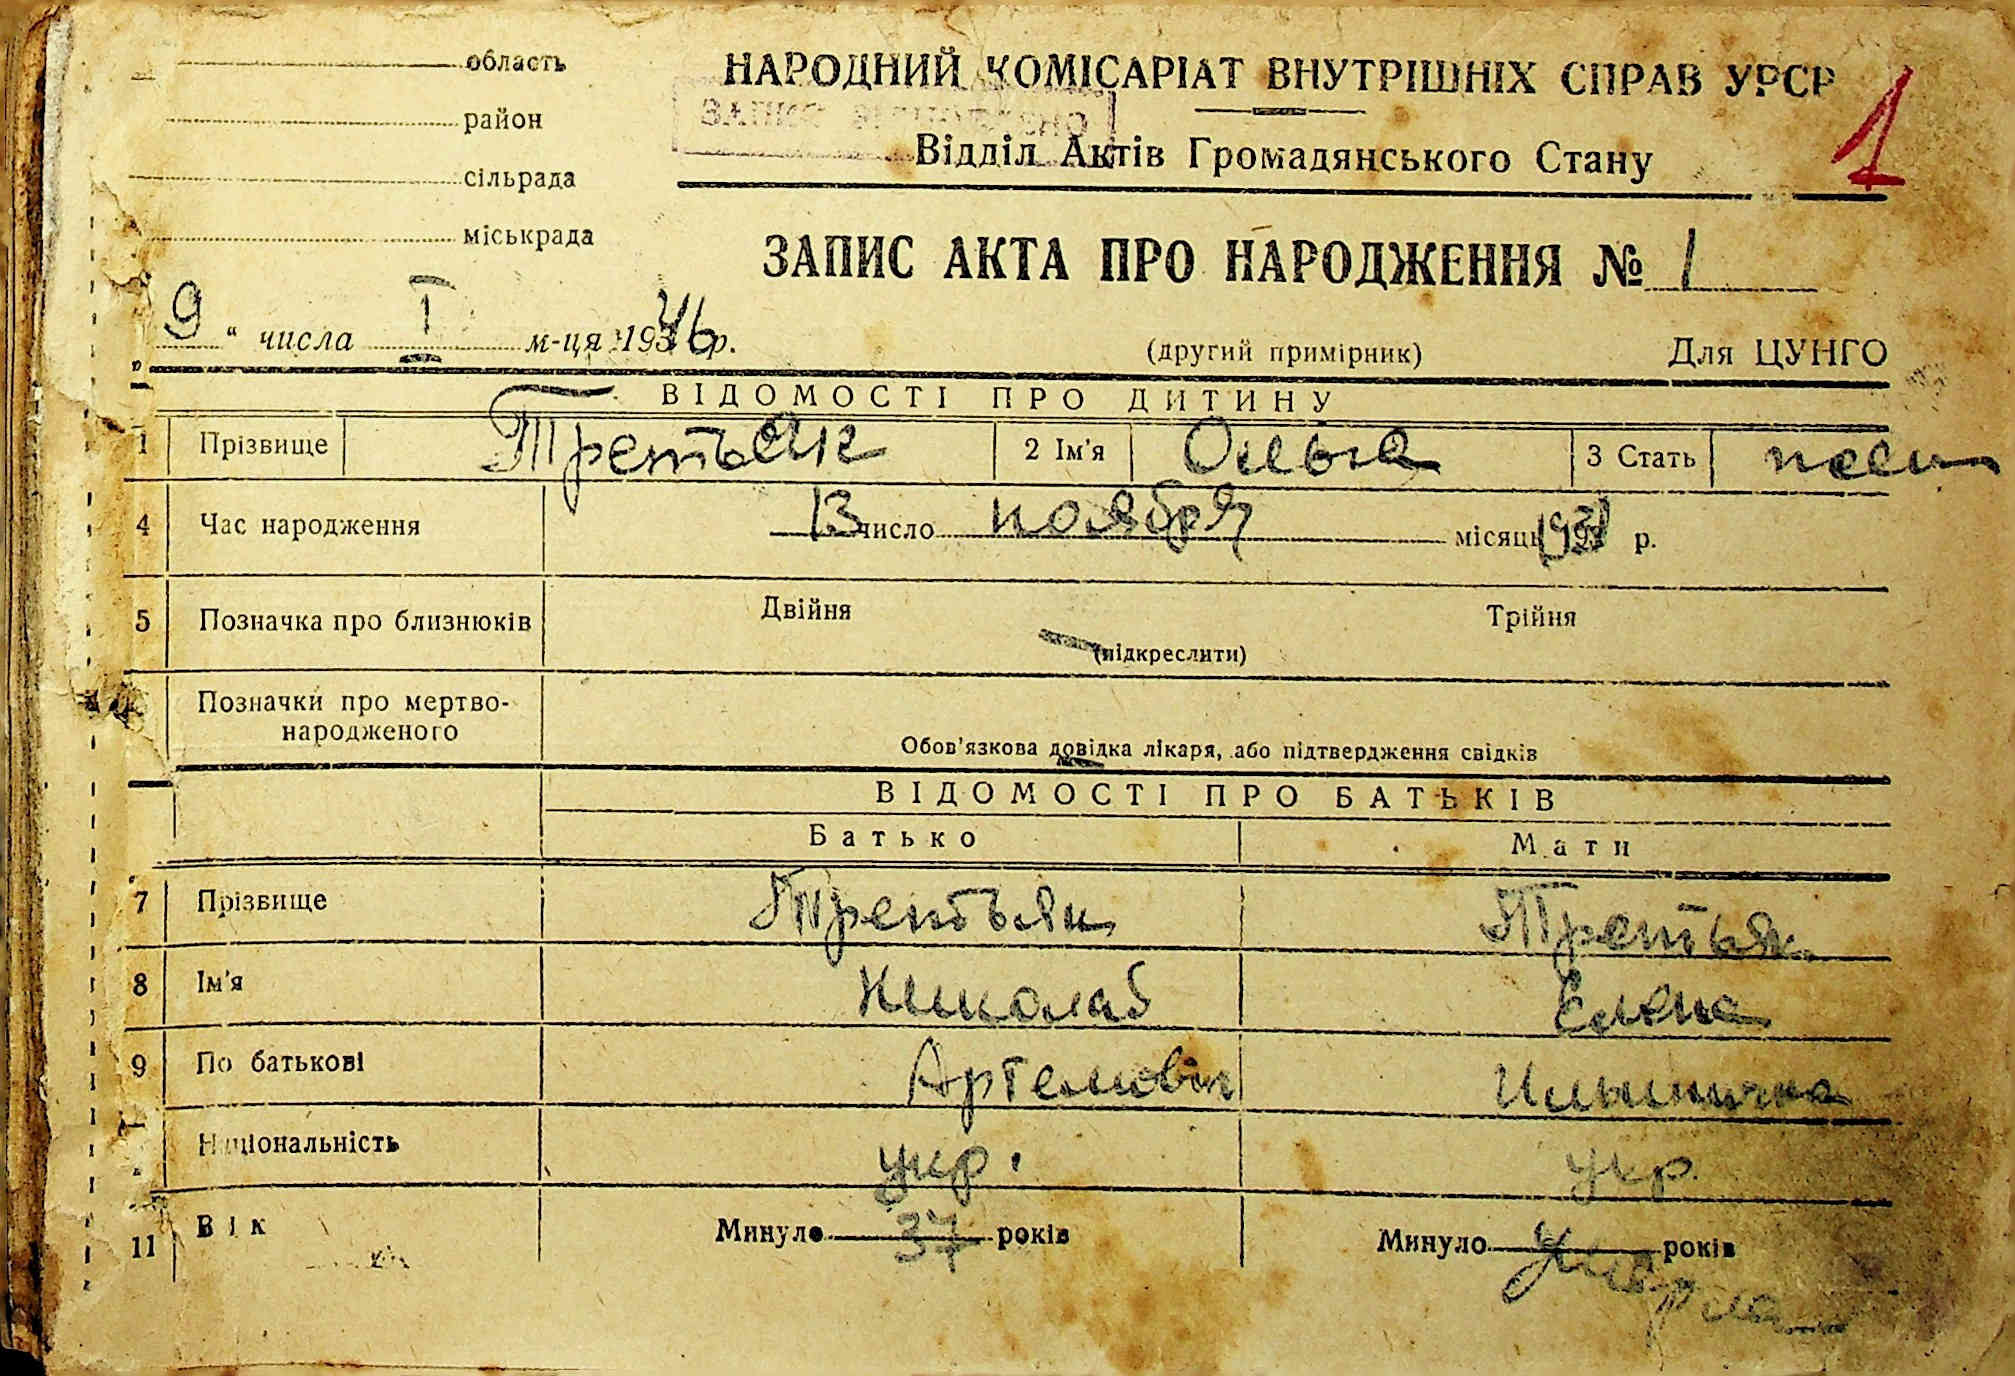 область
район
сільрада
міськрада
НАРОДНИЙ КОМІСАРІАТ ВНУТРІШНІХ СПРАВ УРСР
1
Відділ Актів Громадянського Стану
ЗАПИС АКТА ПРО НАРОДЖЕННЯ № 1
9 " числа I м-ця 1946 р.
(другий примірник)
Для ЦУНГО
ВІДОМОСТІ ПРО ДИТИНУ
1 Прізвище Третьяк 2 Ім'я Ольга 3 Стать
4 Час народження 13 число ноября місяць р.
5 Позначка про близнюків Двійня Трійня
(підкреслити)
Позначки про мертво-
народженого
Обов'язкова довідка лікаря, або підтвердження свідків
ВІДОМОСТІ ПРО БАТЬКІВ
Батько Мати
7 Прізвище Третьяк Третьяк
8 Ім'я Николай Елена
9 По батькові Артемовіч Ильинична
Національність укр. укр.
11 Вік Минуло 37 років Минуло років
умерла